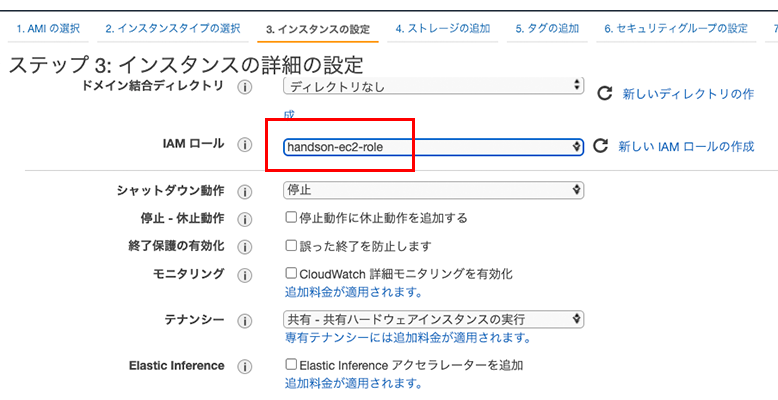 1. AMI の選択 2. インスタンスタイプの選択 3. インスタンスの設定 4. ストレージの追加 5. タグの追加 6. セキュリティグループの設定 7
ステップ 3: インスタンスの詳細の設定
ドメイン結合ディレクトリ ディレクトリなし 新しいディレクトリの作
成
IAM ロール handson-ec2-role 新しい IAM ロールの作成
シャットダウン動作 停止
停止 - 休止動作 停止動作に休止動作を追加する
終了保護の有効化 誤った終了を防止します
モニタリング CloudWatch 詳細モニタリングを有効化
追加料金が適用されます。
テナンシー 共有 - 共有ハードウェアインスタンスの実行
専有テナンシーには追加料金が適用されます。
Elastic Inference Elastic Inference アクセラレーターを追加
追加料金が適用されます。